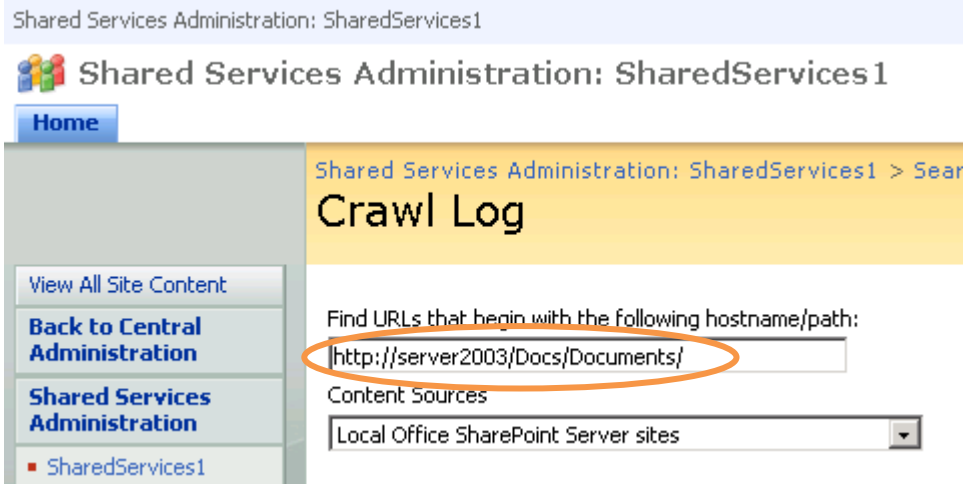 Shared Services Administration: SharedServices1
Shared Services Administration: SharedServices1
Home
Shared Services Administration: SharedServices1 > Sear
Crawl Log
View All Site Content
Back to Central
Administration
Shared Services
Administration
SharedServices1
Find URLs that begin with the following hostname/path:
http://server2003/Docs/Documents/
Content Sources
Local Office SharePoint Server sites